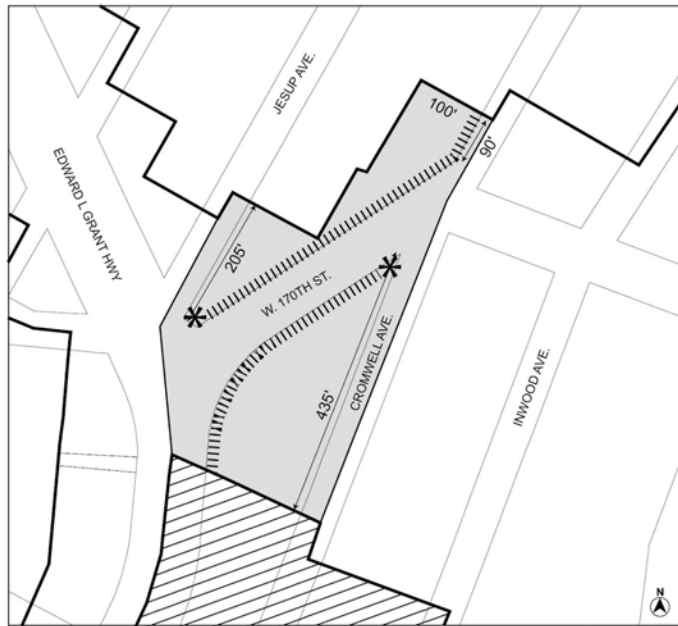 JESUP AVE.
100'
90'
EDWARD L GRANT HWY
205'
W. 170TH ST.
435'
CROMWELL AVE.
INWOOD AVE.
N